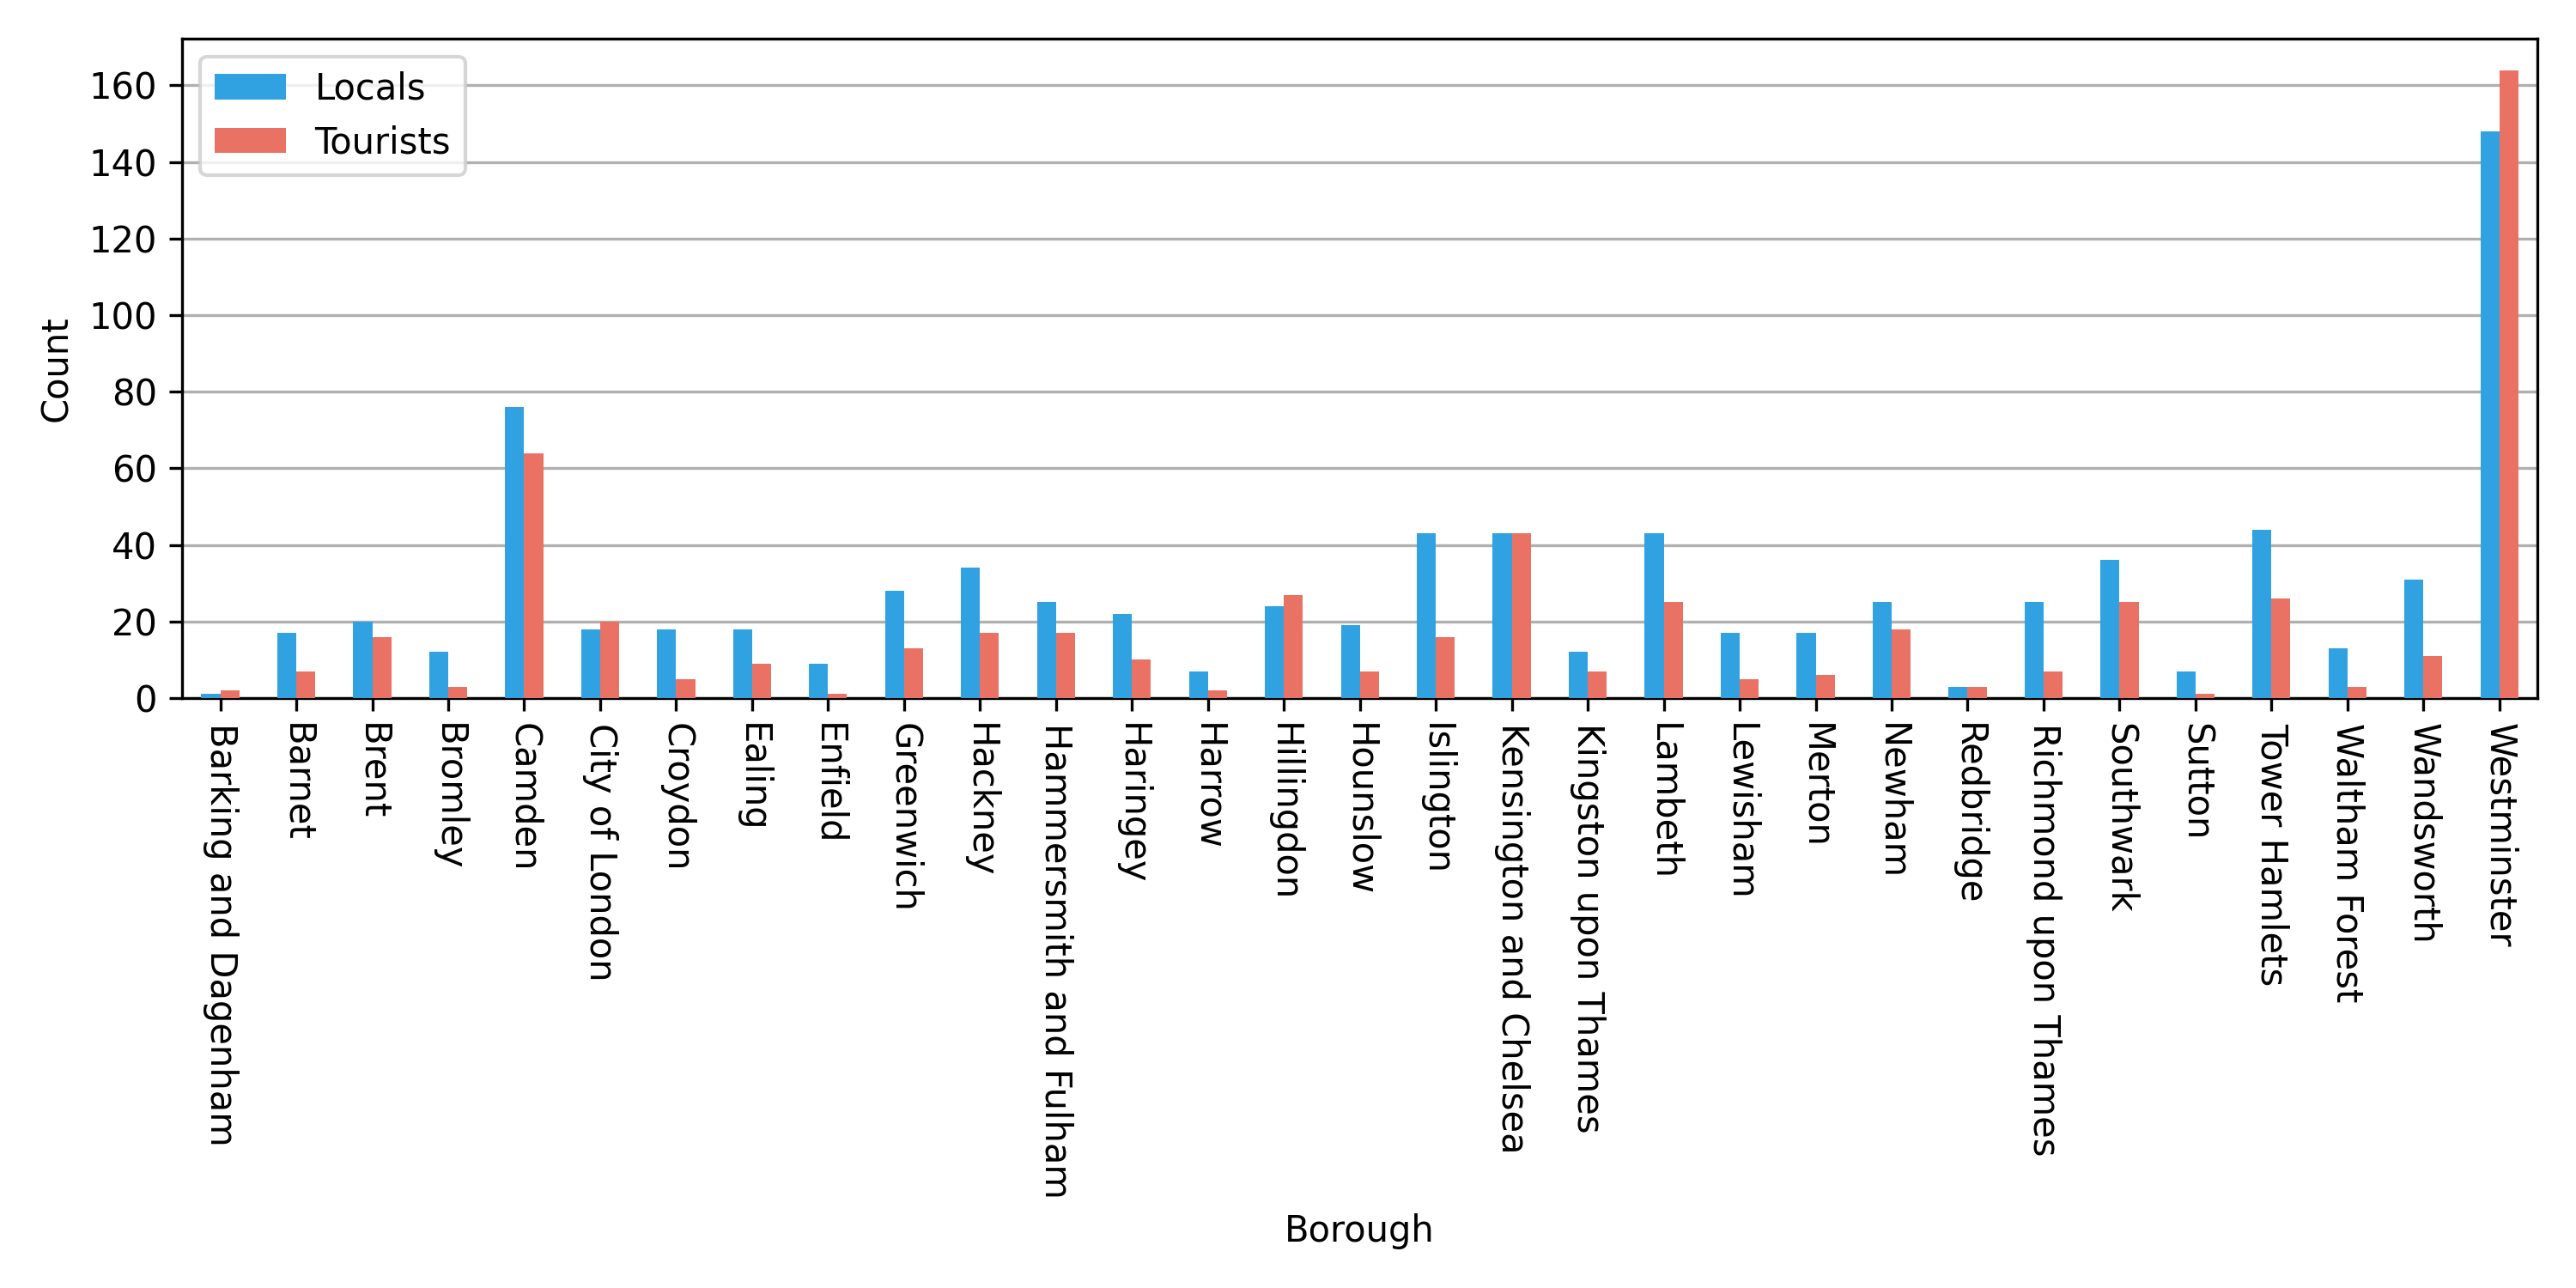 Locals
Tourists
160
140
120
100
80
60
40
20
0
Count
Barking and Dagenham
Barnet
Brent
Bromley
Camden
City of London
Croydon
Ealing
Enfield
Greenwich
Hackney
Hammersmith and Fulham
Haringey
Harrow
Hillingdon
Hounslow
Islington
Kensington and Chelsea
Kingston upon Thames
Lambeth
Lewisham
Merton
Newham
Redbridge
Richmond upon Thames
Southwark
Sutton
Tower Hamlets
Waltham Forest
Wandsworth
Westminster
Borough